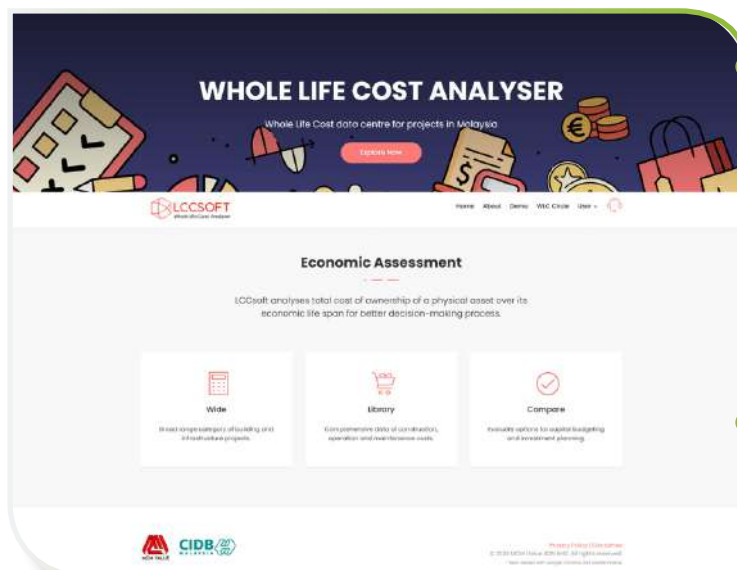 WHOLE LIFE COST ANALYSER
Whole Life Cost data centre for projects in Malaysia
Explore Now
LCCSOFT
Whole Life Cost Analyser
Home About Demo WLC Circle User
Economic Assessment
LCCsoft analyses total cost of ownership of a physical asset over its
economic life span for better decision-making process.
Wide
Library
Compare
Broad range category of building and
infrastructure projects.
Comprehensive data of construction,
operation and maintenance costs.
Evaluate options for capital budgeting
and investment planning.
MCM VALUE
CIDB
MALAYSIA
Privacy Policy | Disclaimer
All rights reserved